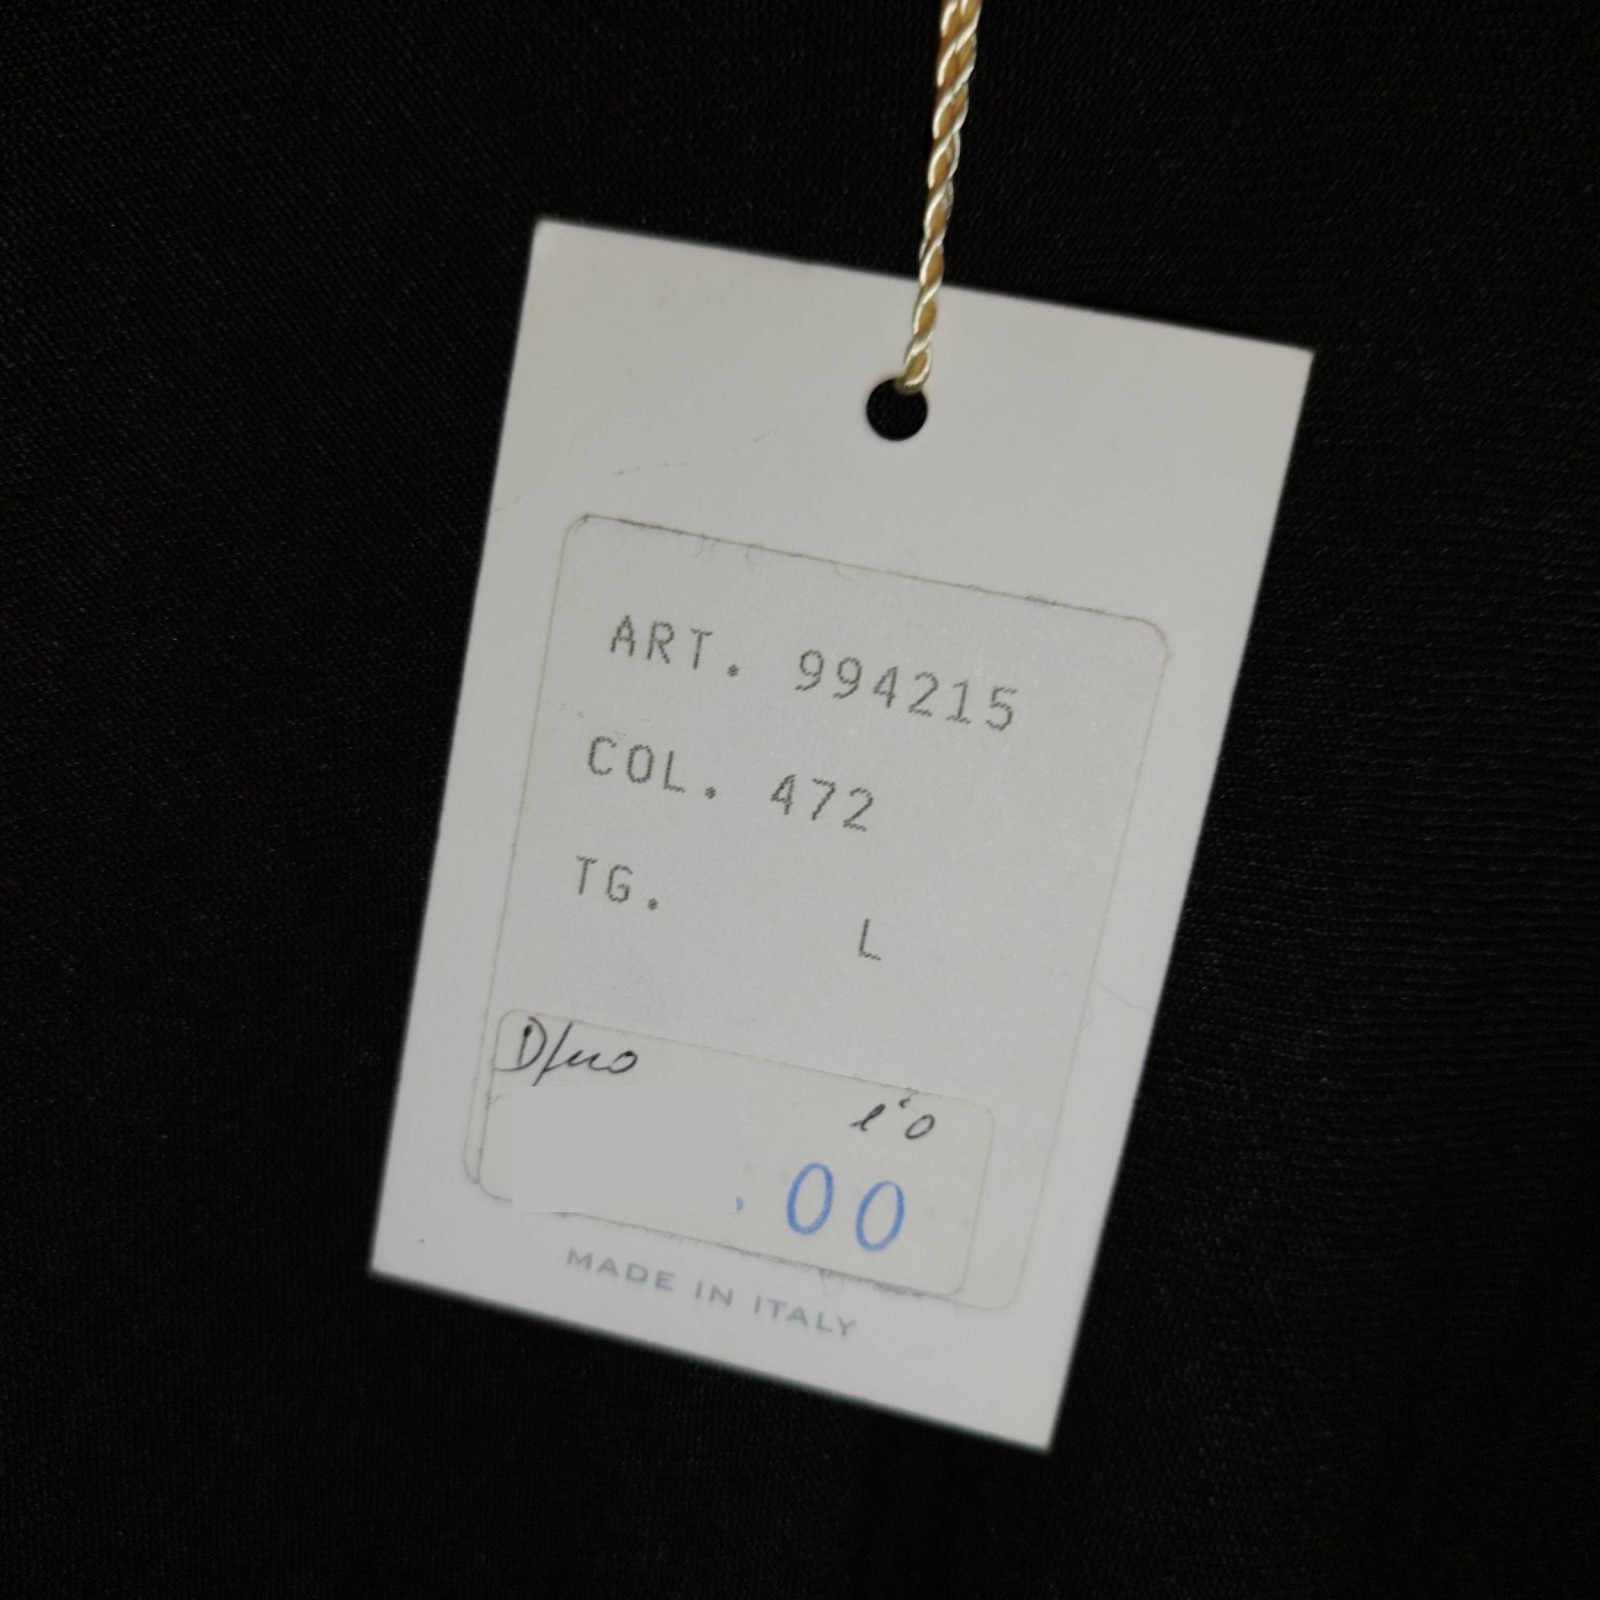 ART. 994215
COL. 472
TG. L
.00
MADE IN ITALY